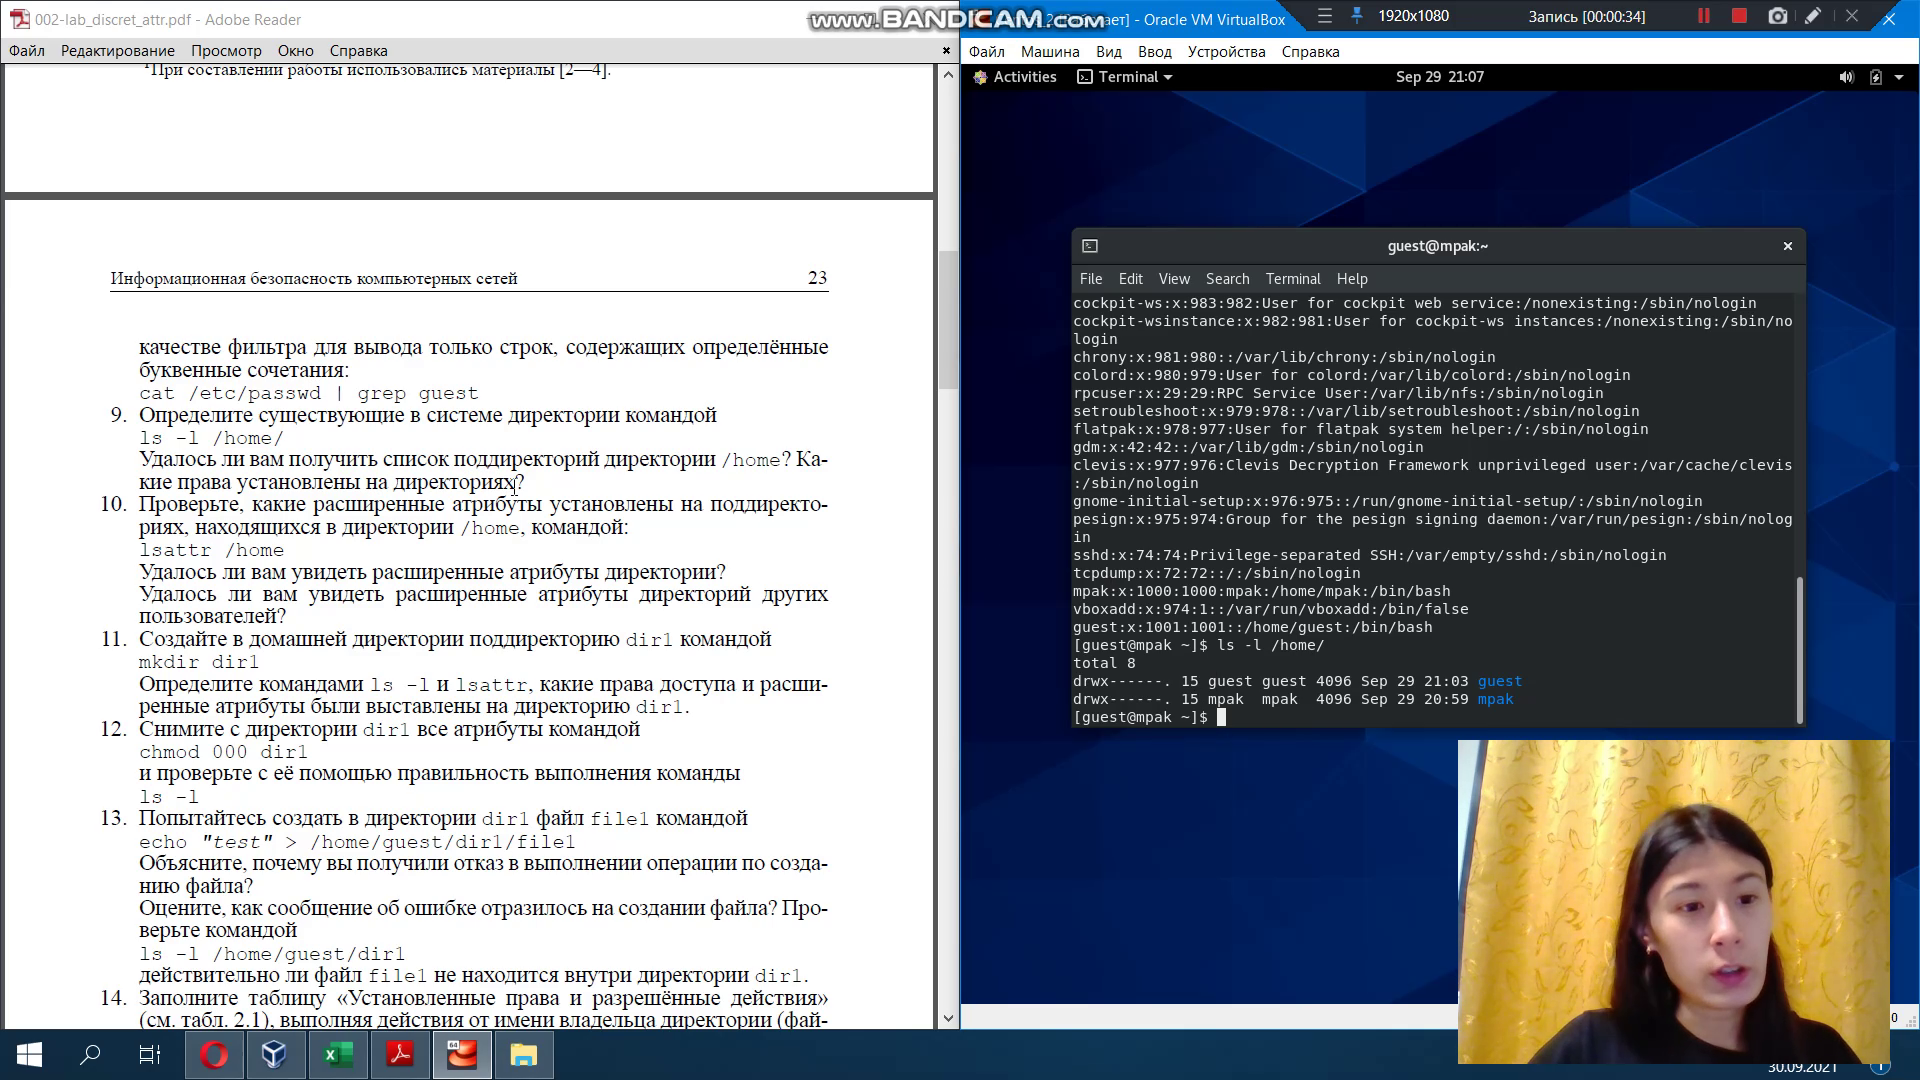 002-lab_discret_attr.pdf - Adobe Reader
www.BANDICAM.com
- Oracle VM VirtualBox
1920x1080
Запись [00:00:34]
Файл Редактирование Просмотр Окно Справка
Файл Машина Вид Ввод Устройства Справка
При составлении работы использовались материалы [2—4].
Информационная безопасность компьютерных сетей 23
качестве фильтра для вывода только строк, содержащих определённые
буквенные сочетания:
cat /etc/passwd | grep guest
9. Определите существующие в системе директории командой
ls -l /home/
Удалось ли вам получить список поддиректорий директории /home? Ка-
кие права установлены на директориях?
10. Проверьте, какие расширенные атрибуты установлены на поддиректо-
риях, находящихся в директории /home, командой:
lsattr /home
Удалось ли вам увидеть расширенные атрибуты директории?
Удалось ли вам увидеть расширенные атрибуты директорий других
пользователей?
11. Создайте в домашней директории поддиректорию dir1 командой
mkdir dir1
Определите командами ls -l и lsattr, какие права доступа и расши-
ренные атрибуты были выставлены на директорию dir1.
12. Снимите с директории dir1 все атрибуты командой
chmod 000 dir1
и проверьте с её помощью правильность выполнения команды
ls -l
13. Попытайтесь создать в директории dir1 файл file1 командой
echo "test" > /home/guest/dir1/file1
Объясните, почему вы получили отказ в выполнении операции по созда-
нию файла?
Оцените, как сообщение об ошибке отразилось на создании файла? Про-
верьте командой
ls -l /home/guest/dir1
действительно ли файл file1 не находится внутри директории dir1.
14. Заполните таблицу «Установленные права и разрешённые действия»
(см. табл. 2.1), выполняя действия от имени владельца директории (фай-
Activities Terminal Sep 29 21:07
guest@mpak:~
File Edit View Search Terminal Help
cockpit-ws:x:983:982:User for cockpit web service:/nonexisting:/sbin/nologin
cockpit-wsinstance:x:982:981:User for cockpit-ws instances:/nonexisting:/sbin/no
login
chrony:x:981:980::/var/lib/chrony:/sbin/nologin
colord:x:980:979:User for colord:/var/lib/colord:/sbin/nologin
rpcuser:x:29:29:RPC Service User:/var/lib/nfs:/sbin/nologin
setroubleshoot:x:979:978::/var/lib/setroubleshoot:/sbin/nologin
flatpak:x:978:977:User for flatpak system helper:/:/sbin/nologin
gdm:x:42:42::/var/lib/gdm:/sbin/nologin
clevis:x:977:976:Clevis Decryption Framework unprivileged user:/var/cache/clevis
:/sbin/nologin
gnome-initial-setup:x:976:975::/run/gnome-initial-setup/:/sbin/nologin
pesign:x:975:974:Group for the pesign signing daemon:/var/run/pesign:/sbin/nolog
in
sshd:x:74:74:Privilege-separated SSH:/var/empty/sshd:/sbin/nologin
tcpdump:x:72:72::/:/sbin/nologin
mpak:x:1000:1000:mpak:/home/mpak:/bin/bash
vboxadd:x:974:1::/var/run/vboxadd:/bin/false
guest:x:1001:1001::/home/guest:/bin/bash
[guest@mpak ~]$ ls -l /home/
total 8
drwx------. 15 guest guest 4096 Sep 29 21:03 guest
drwx------. 15 mpak mpak 4096 Sep 29 20:59 mpak
[guest@mpak ~]$
64
30.09.2021